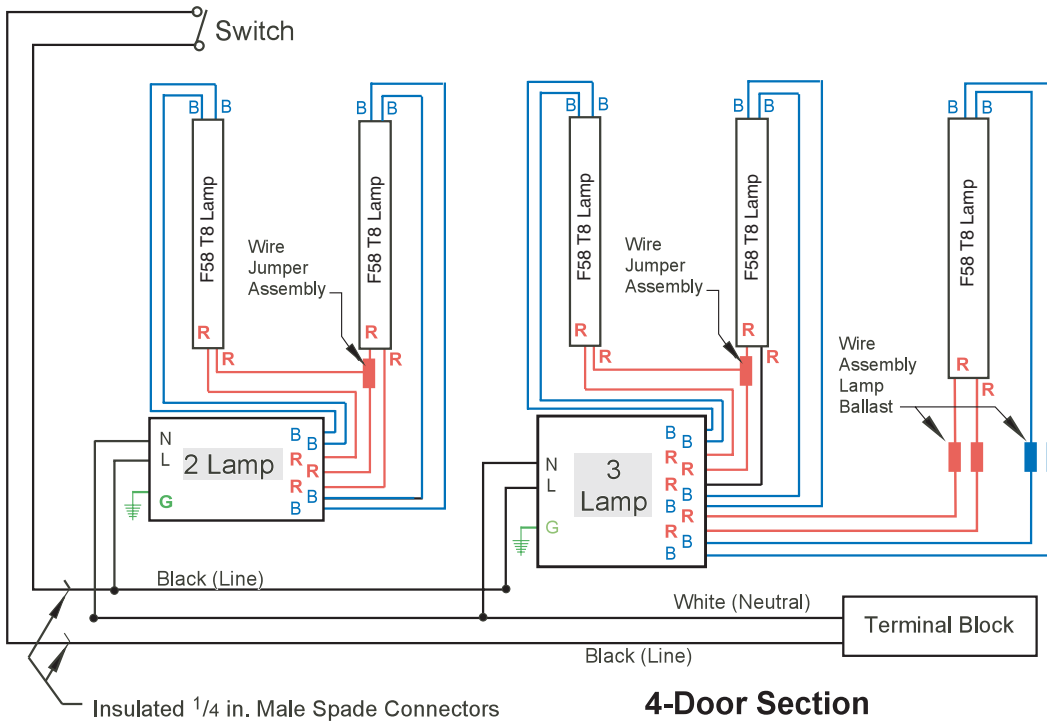 Switch
B B
B B
B B
B B
B B
F58 T8 Lamp
F58 T8 Lamp
F58 T8 Lamp
F58 T8 Lamp
F58 T8 Lamp
Wire
Jumper
Assembly
Wire
Jumper
Assembly
R
R
R
R
R
R
R
R
R
R
Wire
Assembly
Lamp
Ballast
N
L
G
2 Lamp
B
B
R
R
R
B
B
N
L
G
3
Lamp
B
B
R
R
R
B
B
R
R
B
B
Black (Line)
White (Neutral)
Black (Line)
Terminal Block
Insulated 1/4 in. Male Spade Connectors
4-Door Section